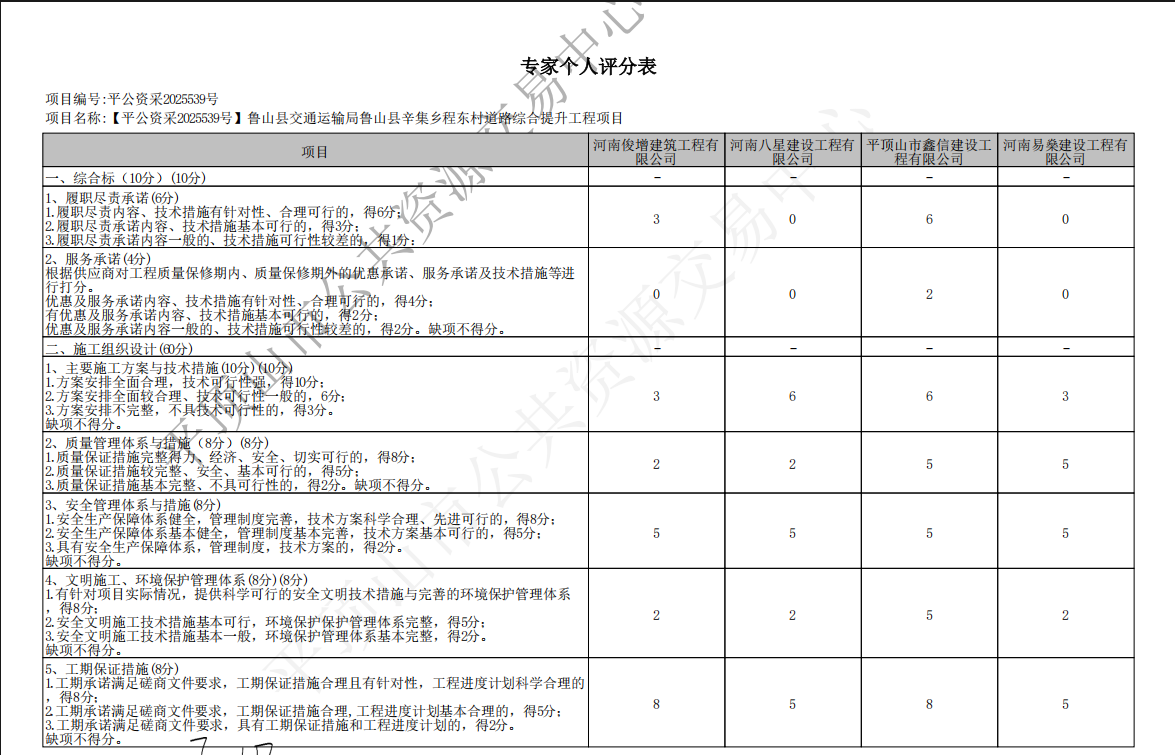 专家个人评分表
项目编号:平公资采2025539号
项目名称:【平公资采2025539号】鲁山县交通运输局鲁山县辛集乡程东村道路综合提升工程项目
项目 河南俊增建筑工程有限公司 河南八星建设工程有限公司 平顶山市鑫信建设工程有限公司 河南易燊建设工程有限公司
一、综合标（10分）(10分) - - - -
1、履职尽责承诺(6分)
1.履职尽责内容、技术措施有针对性、合理可行的，得6分；
2.履职尽责承诺内容、技术措施基本可行的，得3分；
3.履职尽责承诺内容一般的、技术措施可行性较差的，得1分：
3 0 6 0
2、服务承诺(4分)
根据供应商对工程质量保修期内、质量保修期外的优惠承诺、服务承诺及技术措施等进
行打分。
优惠及服务承诺内容、技术措施有针对性、合理可行的，得4分；
有优惠及服务承诺内容、技术措施基本可行的，得2分；
优惠及服务承诺内容一般的、技术措施可行性较差的，得2分。缺项不得分。
0 0 2 0
二、施工组织设计(60分) - - - -
1、主要施工方案与技术措施(10分)(10分)
1.方案安排全面合理，技术可行性强，得10分；
2.方案安排全面较合理、技术可行性一般的，6分；
3.方案安排不完整，不具技术可行性的，得3分。
缺项不得分。
3 6 6 3
2、质量管理体系与措施（8分）(8分)
1.质量保证措施完整得力、经济、安全、切实可行的，得8分；
2.质量保证措施较完整、安全、基本可行的，得5分；
3.质量保证措施基本完整、不具可行性的，得2分。缺项不得分。
2 2 5 5
3、安全管理体系与措施(8分)
1.安全生产保障体系健全，管理制度完善，技术方案科学合理、先进可行的，得8分；
2.安全生产保障体系基本健全，管理制度基本完善，技术方案基本可行的，得5分；
3.具有安全生产保障体系，管理制度，技术方案的，得2分。
缺项不得分。
5 5 5 5
4、文明施工、环境保护管理体系(8分)(8分)
1.有针对项目实际情况，提供科学可行的安全文明技术措施与完善的环境保护管理体系
，得8分；
2.安全文明施工技术措施基本可行，环境保护保护管理体系完整，得5分；
3.安全文明施工技术措施基本一般，环境保护管理体系基本完整，得2分。
缺项不得分。
2 2 5 2
5、工期保证措施(8分)
1.工期承诺满足磋商文件要求，工期保证措施合理且有针对性，工程进度计划科学合理的
，得8分；
2.工期承诺满足磋商文件要求，工期保证措施合理,工程进度计划基本合理的，得5分；
3.工期承诺满足磋商文件要求，具有工期保证措施和工程进度计划的，得2分。
缺项不得分。
8 5 8 5
平顶山市公共资源交易中心
平顶山市公共资源交易中心